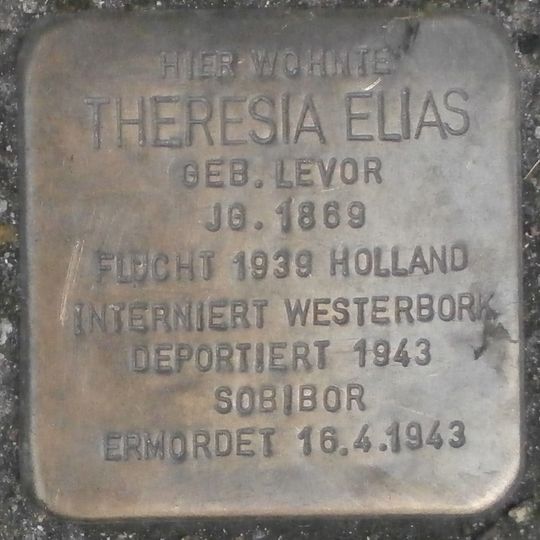 HIER WOHNTE
THERESIA ELIAS
GEB. LEVOR
JG. 1869
FLUCHT 1939 HOLLAND
INTERNIERT WESTERBORK
DEPORTIERT 1943
SOBIBOR
ERMORDET 16.4.1943